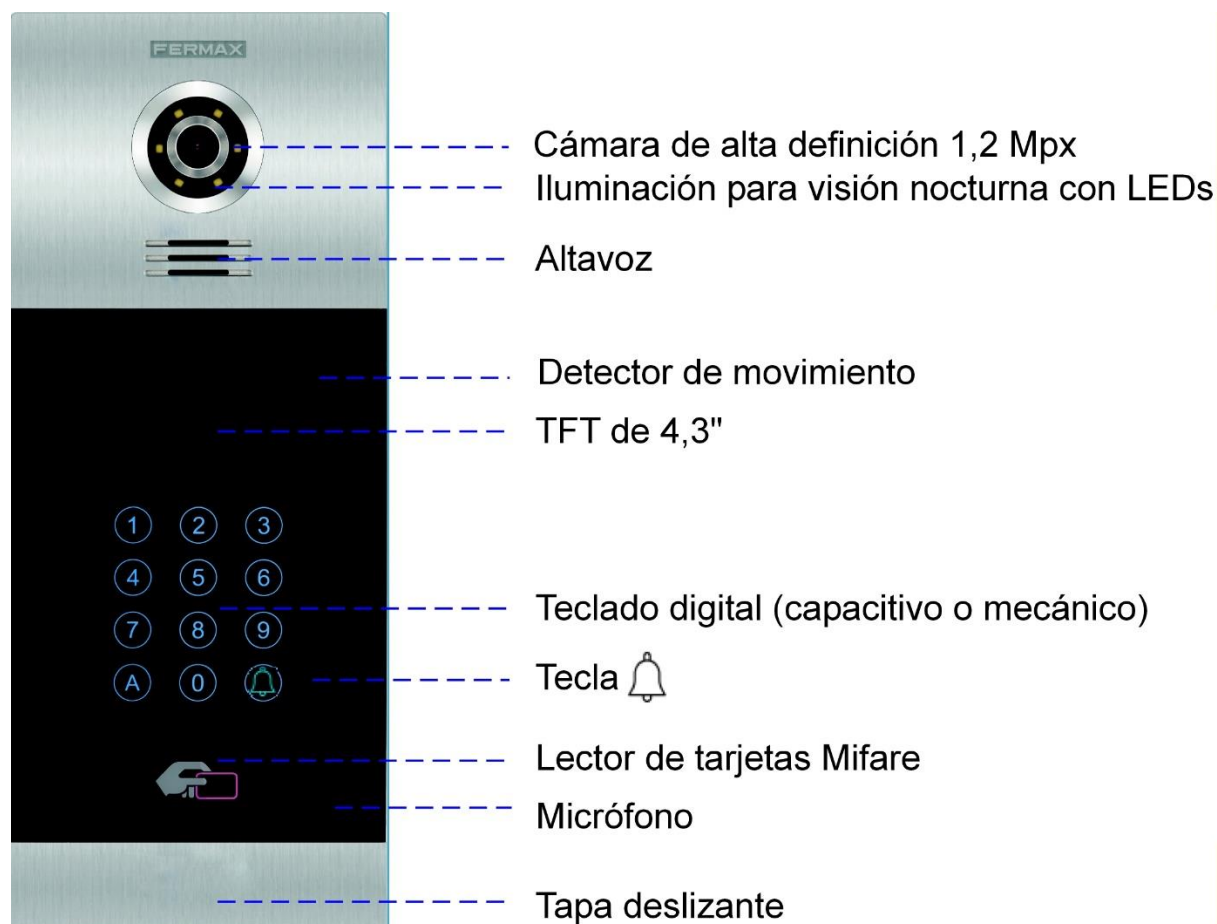 FERMAX
Cámara de alta definición 1,2 Mpx
Iluminación para visión nocturna con LEDs
Altavoz
Detector de movimiento
TFT de 4,3"
1 2 3
4 5 6
7 8 9
A 0
Teclado digital (capacitivo o mecánico)
Tecla
Lector de tarjetas Mifare
Micrófono
Tapa deslizante